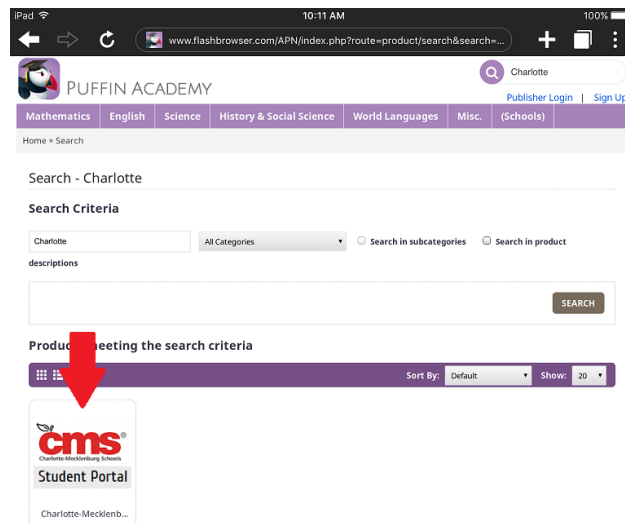 iPad 10:11 AM 100%
www.flashbrowser.com/APN/index.php?route=product/search&search=...
Charlotte
PUFFIN ACADEMY
Publisher Login | Sign Up
Mathematics English Science History & Social Science World Languages Misc. (Schools)
Home » Search
Search - Charlotte
Search Criteria
Charlotte All Categories Search in subcategories Search in product
descriptions
SEARCH
meeting the search criteria
Sort By: Default Show: 20
cms®
Charlotte-Mecklenburg Schools
Student Portal
Charlotte-Mecklenb...